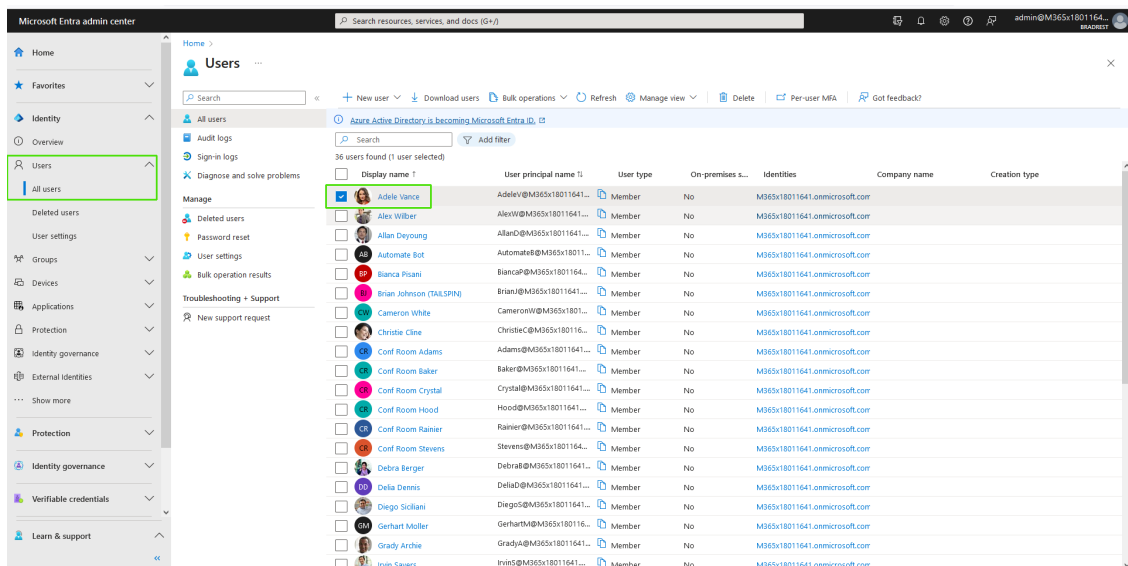 Microsoft Entra admin center
Search resources, services, and docs (G+/)
admin@M365x1801164...
BRADREST
Home
Favorites
Identity
Overview
Users
All users
Deleted users
User settings
Groups
Devices
Applications
Protection
Identity governance
External Identities
Show more
Protection
Identity governance
Verifiable credentials
Learn & support
Home >
Users ...
Search
All users
Audit logs
Sign-in logs
Diagnose and solve problems
Manage
Deleted users
Password reset
User settings
Bulk operation results
Troubleshooting + Support
New support request
New user Download users Bulk operations Refresh Manage view Delete Per-user MFA Got feedback?
Azure Active Directory is becoming Microsoft Entra ID.
Search Add filter
36 users found (1 user selected)
Display name ↑ User principal name ↑↓ User type On-premises s... Identities Company name Creation type
Adele Vance AdeleV@M365x18011641... Member No M365x18011641.onmicrosoft.com
Alex Wilber AlexW@M365x18011641.... Member No M365x18011641.onmicrosoft.com
Allan Deyoung AllanD@M365x18011641.... Member No M365x18011641.onmicrosoft.com
AB Automate Bot AutomateB@M365x18011... Member No M365x18011641.onmicrosoft.com
BP Bianca Pisani BiancaP@M365x1801164... Member No M365x18011641.onmicrosoft.com
BJ Brian Johnson (TAILSPIN) BrianJ@M365x18011641.... Member No M365x18011641.onmicrosoft.com
CW Cameron White CameronW@M365x18011... Member No M365x18011641.onmicrosoft.com
Christie Cline ChristieC@M365x180116... Member No M365x18011641.onmicrosoft.com
CR Conf Room Adams Adams@M365x18011641... Member No M365x18011641.onmicrosoft.com
CR Conf Room Baker Baker@M365x18011641.... Member No M365x18011641.onmicrosoft.com
CR Conf Room Crystal Crystal@M365x18011641... Member No M365x18011641.onmicrosoft.com
CR Conf Room Hood Hood@M365x18011641.... Member No M365x18011641.onmicrosoft.com
CR Conf Room Rainier Rainier@M365x18011641... Member No M365x18011641.onmicrosoft.com
CR Conf Room Stevens Stevens@M365x1801164... Member No M365x18011641.onmicrosoft.com
Debra Berger DebraB@M365x18011641... Member No M365x18011641.onmicrosoft.com
DD Delia Dennis DeliaD@M365x18011641... Member No M365x18011641.onmicrosoft.com
Diego Siciliani DiegoS@M365x18011641... Member No M365x18011641.onmicrosoft.com
GM Gerhart Moller GerhartM@M365x180116... Member No M365x18011641.onmicrosoft.com
Grady Archie GradyA@M365x18011641... Member No M365x18011641.onmicrosoft.com
Irvin Sayers IrvinS@M365x18011641.... Member No M365x18011641.onmicrosoft.com